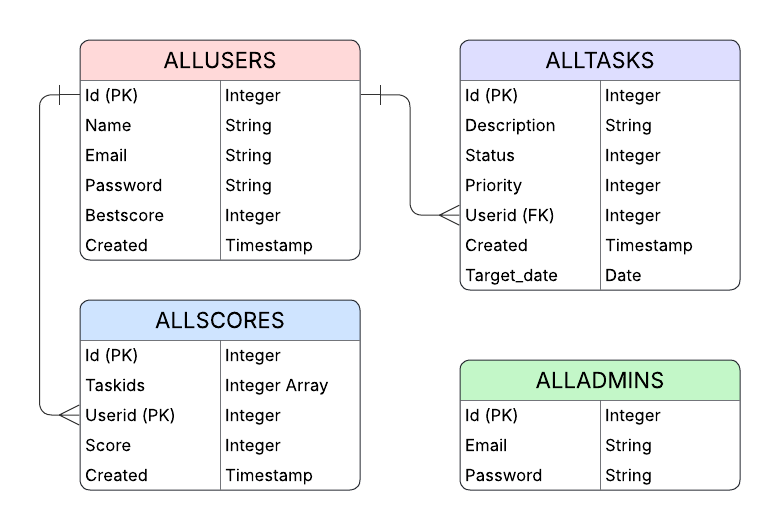 ALLUSERS
Id (PK) Integer
Name String
Email String
Password String
Bestscore Integer
Created Timestamp
ALLTASKS
Id (PK) Integer
Description String
Status Integer
Priority Integer
Userid (FK) Integer
Created Timestamp
Target_date Date
ALLSCORES
Id (PK) Integer
Taskids Integer Array
Userid (PK) Integer
Score Integer
Created Timestamp
ALLADMINS
Id (PK) Integer
Email String
Password String